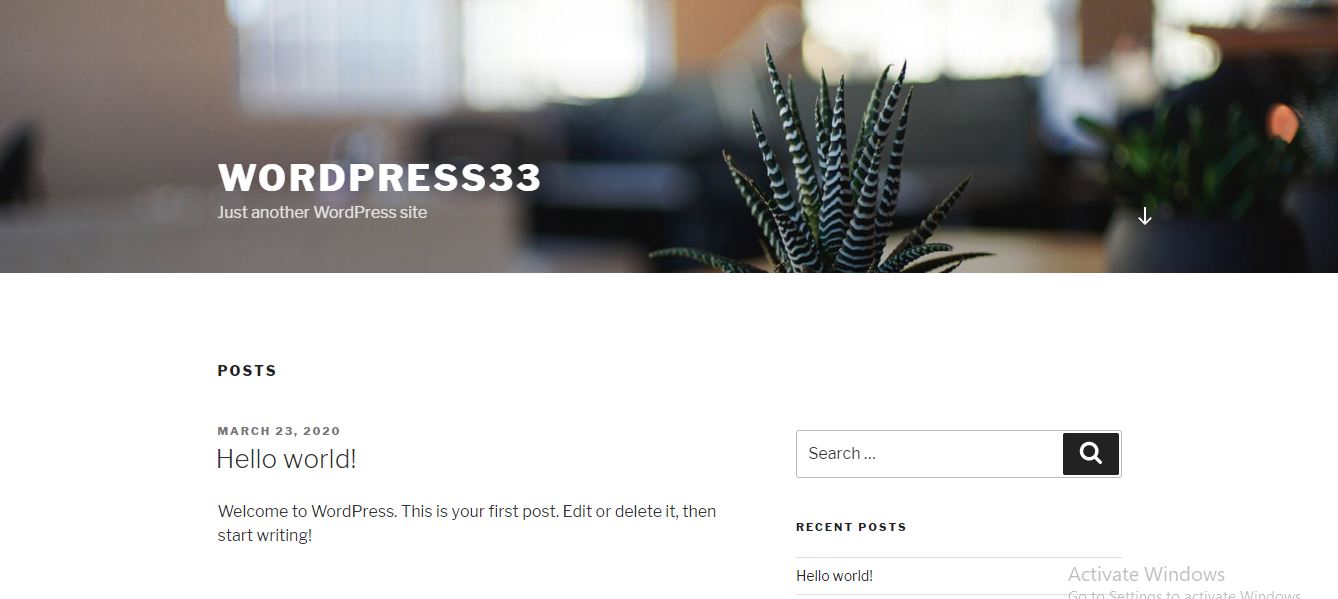 WORDPRESS33
Just another WordPress site
POSTS
MARCH 23, 2020
Hello world!
Welcome to WordPress. This is your first post. Edit or delete it, then
start writing!
Search ...
RECENT POSTS
Hello world!
Activate Windows
Go to Settings to activate Windows.